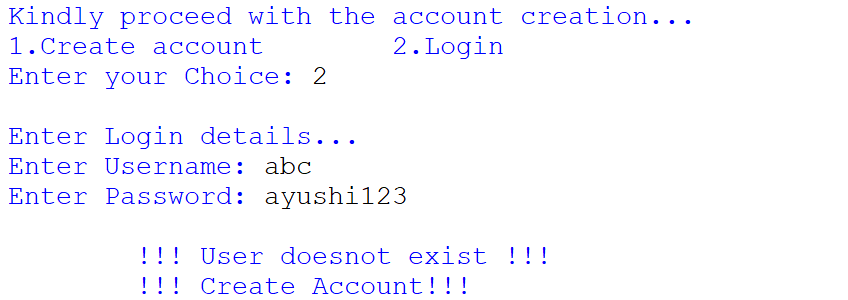 Kindly proceed with the account creation...
1.Create account        2.Login
Enter your Choice: 2
Enter Login details...
Enter Username: abc
Enter Password: ayushi123
!!! User doesnot exist !!!
!!! Create Account!!!